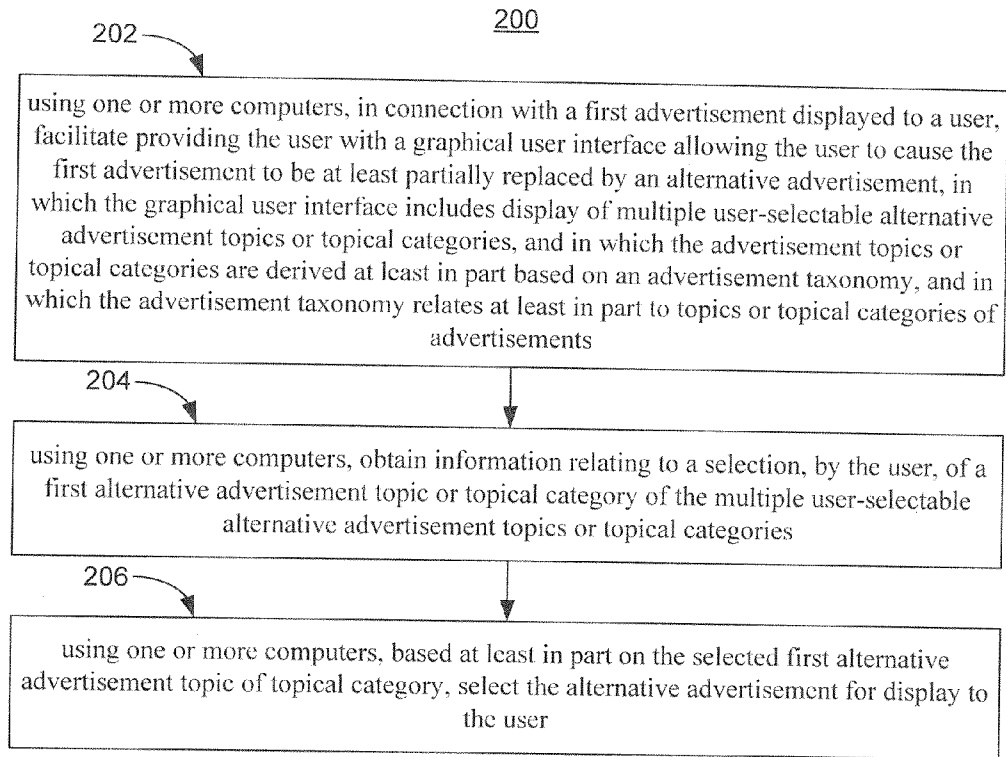 200
202
using one or more computers, in connection with a first advertisement displayed to a user,
facilitate providing the user with a graphical user interface allowing the user to cause the
first advertisement to be at least partially replaced by an alternative advertisement, in
which the graphical user interface includes display of multiple user-selectable alternative
advertisement topics or topical categories, and in which the advertisement topics or
topical categories are derived at least in part based on an advertisement taxonomy, and in
which the advertisement taxonomy relates at least in part to topics or topical categories of
advertisements
204
using one or more computers, obtain information relating to a selection, by the user, of a
first alternative advertisement topic or topical category of the multiple user-selectable
alternative advertisement topics or topical categories
206
using one or more computers, based at least in part on the selected first alternative
advertisement topic of topical category, select the alternative advertisement for display to
the user